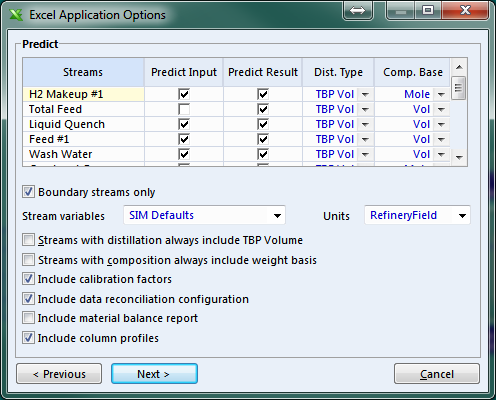 Excel Application Options
Predict
Streams Predict Input Predict Result Dist. Type Comp. Base
H2 Makeup #1 TBP Vol Mole
Total Feed TBP Vol Vol
Liquid Quench TBP Vol Vol
Feed #1 TBP Vol Vol
Wash Water TBP Vol Vol
Boundary streams only
Stream variables SIM Defaults Units RefineryField
Streams with distillation always include TBP Volume
Streams with composition always include weight basis
Include calibration factors
Include data reconciliation configuration
Include material balance report
Include column profiles
< Previous Next > Cancel